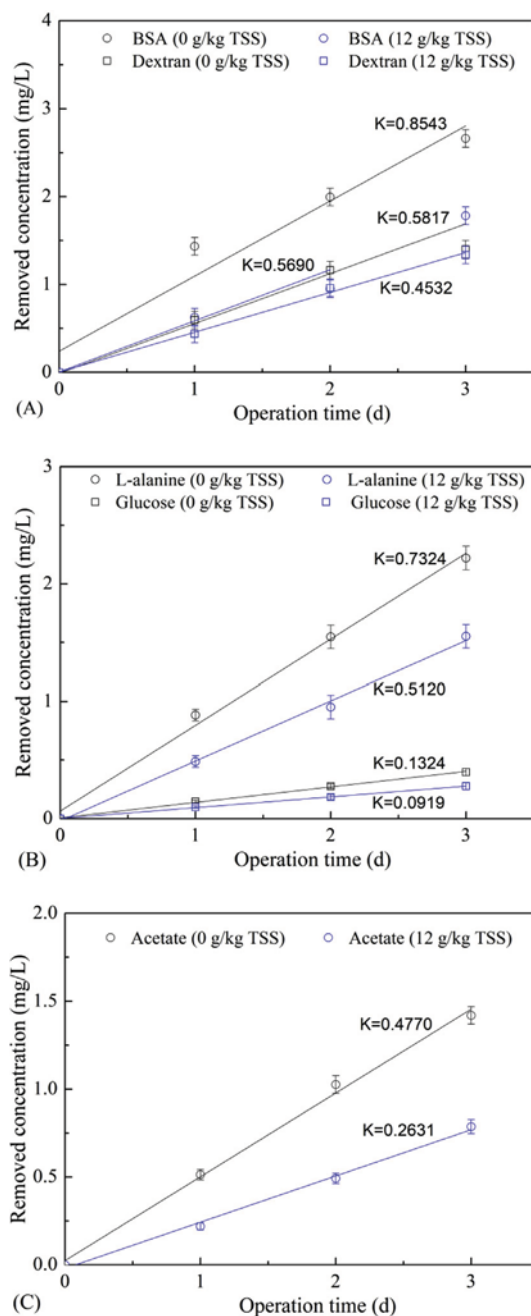 4
BSA (0 g/kg TSS) BSA (12 g/kg TSS)
Dextran (0 g/kg TSS) Dextran (12 g/kg TSS)
3
K=0.8543
2
K=0.5817
K=0.5690
1
K=0.4532
0
0 1 2 3
Removed concentration (mg/L)
Operation time (d)
(A)
3
L-alanine (0 g/kg TSS) L-alanine (12 g/kg TSS)
Glucose (0 g/kg TSS) Glucose (12 g/kg TSS)
K=0.7324
2
K=0.5120
1
K=0.1324
K=0.0919
0
0 1 2 3
Removed concentration (mg/L)
Operation time (d)
(B)
2.0
Acetate (0 g/kg TSS) Acetate (12 g/kg TSS)
1.5
K=0.4770
1.0
K=0.2631
0.5
0.0
0 1 2 3
Removed concentration (mg/L)
Operation time (d)
(C)